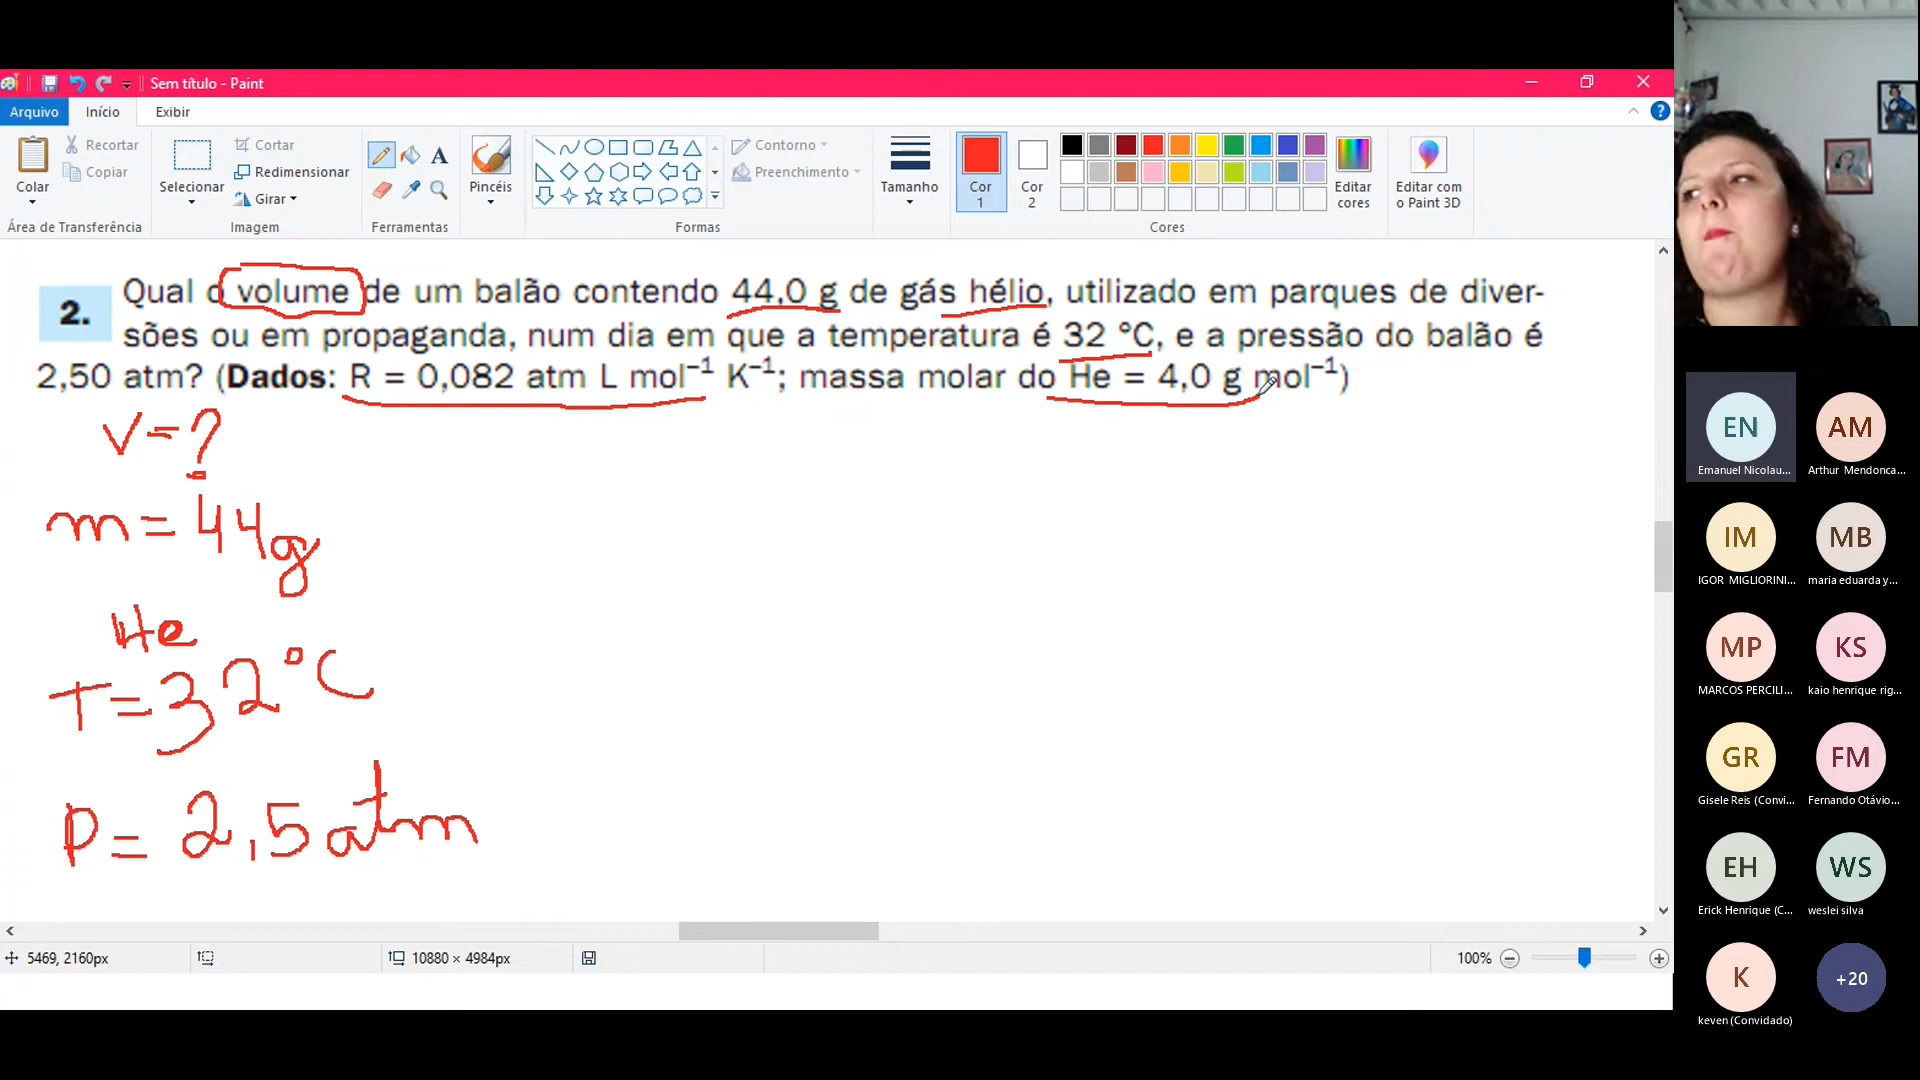 Sem título - Paint
Arquivo
Início
Exibir
Colar
Recortar
Copiar
Área de Transferência
Selecionar
Cortar
Redimensionar
Girar
Imagem
Ferramentas
Pincéis
Contorno
Preenchimento
Formas
Tamanho
Cor 1
Cor 2
Cores
Editar cores
Editar com o Paint 3D
2. Qual o volume de um balão contendo 44,0 g de gás hélio, utilizado em parques de diver-
sões ou em propaganda, num dia em que a temperatura é 32 °C, e a pressão do balão é
2,50 atm? (Dados: R = 0,082 atm L mol⁻¹ K⁻¹; massa molar do He = 4,0 g mol⁻¹)
V = ?
m = 44g
He
T = 32°C
P = 2,5 atm
5469, 2160px
10880 × 4984px
100%
EN
Emanuel Nicolau...
AM
Arthur Mendonca...
IM
IGOR MIGLIORINI...
MB
maria eduarda y...
MP
MARCOS PERCILI...
KS
kaio henrique rig...
GR
Gisele Reis (Convi...
FM
Fernando Otávio...
EH
Erick Henrique (C...
WS
weslei silva
K
keven (Convidado)
+20